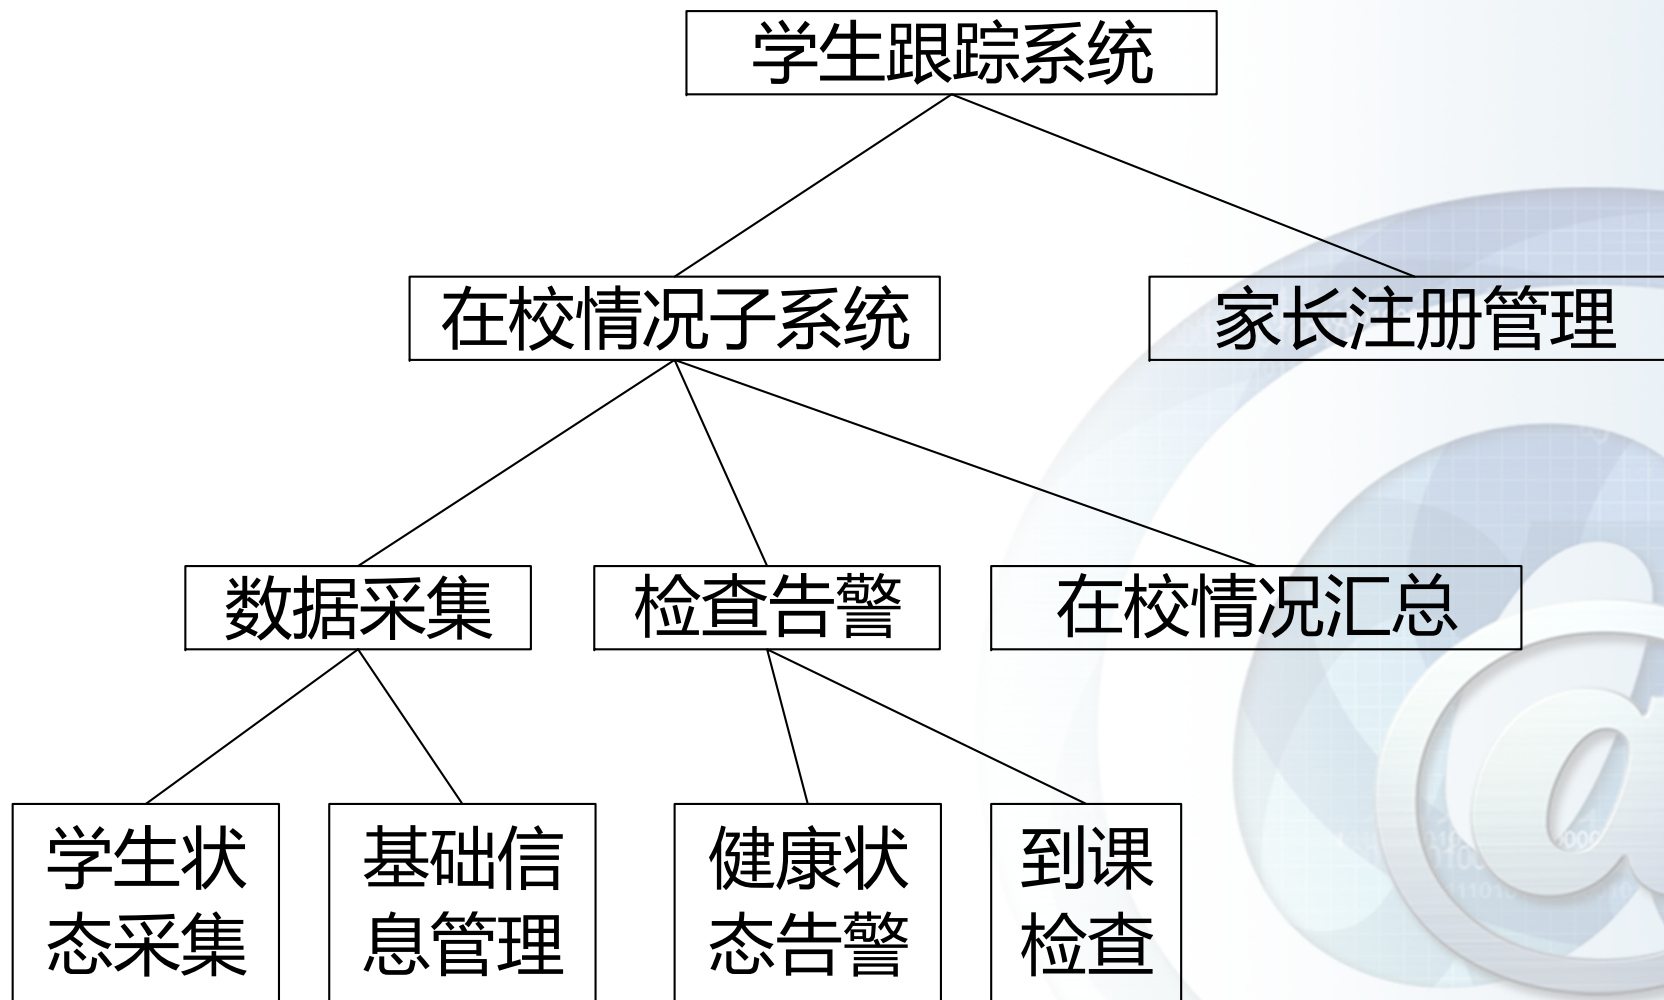 学生跟踪系统
在校情况子系统
家长注册管理
数据采集
检查告警
在校情况汇总
学生状
态采集
基础信
息管理
健康状
态告警
到课
检查